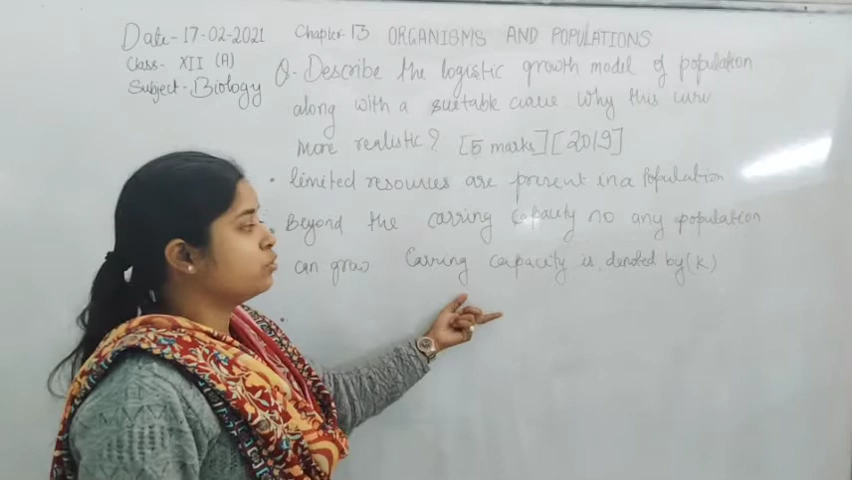 Date-17-02-2021 Chapter-13 ORGANISMS AND POPULATIONS
Class- XII (A)
Subject-Biology
Q. Describe the logistic growth model of population
along with a suitable curve Why this curve
more realistic? [5 marks] [2019]
• limited resources are present in a Population
• Beyond the carring capacity no any population
can grow Carring capacity is denoted by (K)
•